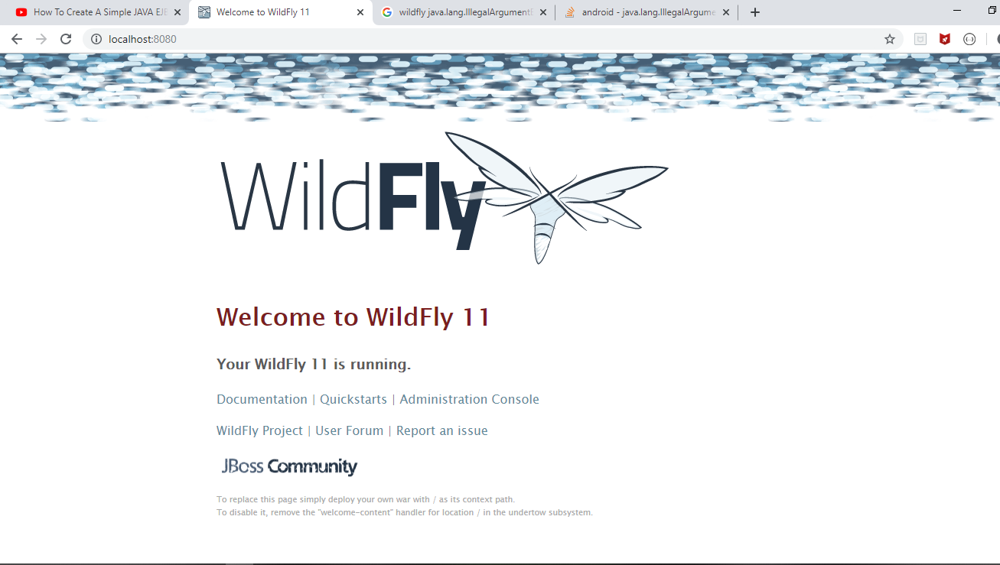 How To Create A Simple JAVA EJB
Welcome to WildFly 11
wildfly java.lang.IllegalArgument
android - java.lang.IllegalArgume
localhost:8080
WildFly
Welcome to WildFly 11
Your WildFly 11 is running.
Documentation | Quickstarts | Administration Console
WildFly Project | User Forum | Report an issue
JBoss Community
To replace this page simply deploy your own war with / as its context path.
To disable it, remove the "welcome-content" handler for location / in the undertow subsystem.